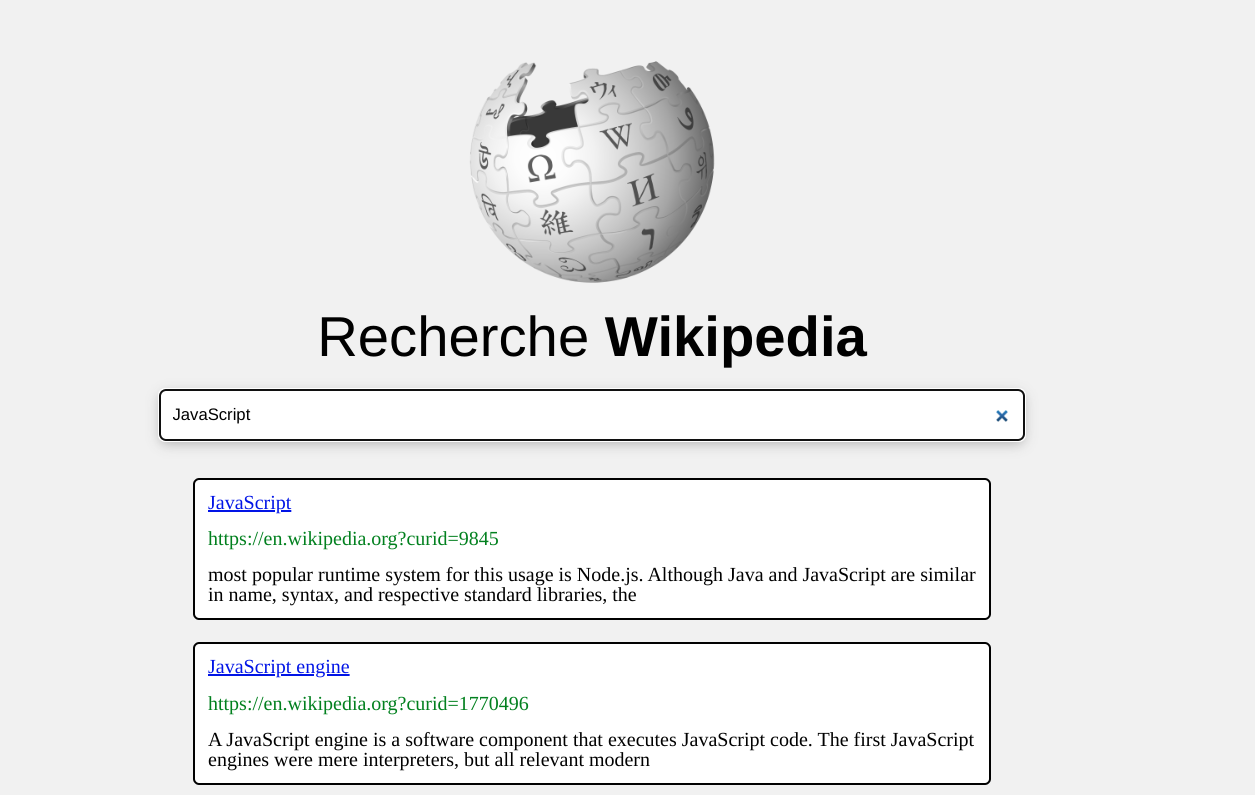 ウィ
Ω W И
維
Recherche Wikipedia
JavaScript
JavaScript
https://en.wikipedia.org?curid=9845
most popular runtime system for this usage is Node.js. Although Java and JavaScript are similar
in name, syntax, and respective standard libraries, the
JavaScript engine
https://en.wikipedia.org?curid=1770496
A JavaScript engine is a software component that executes JavaScript code. The first JavaScript
engines were mere interpreters, but all relevant modern